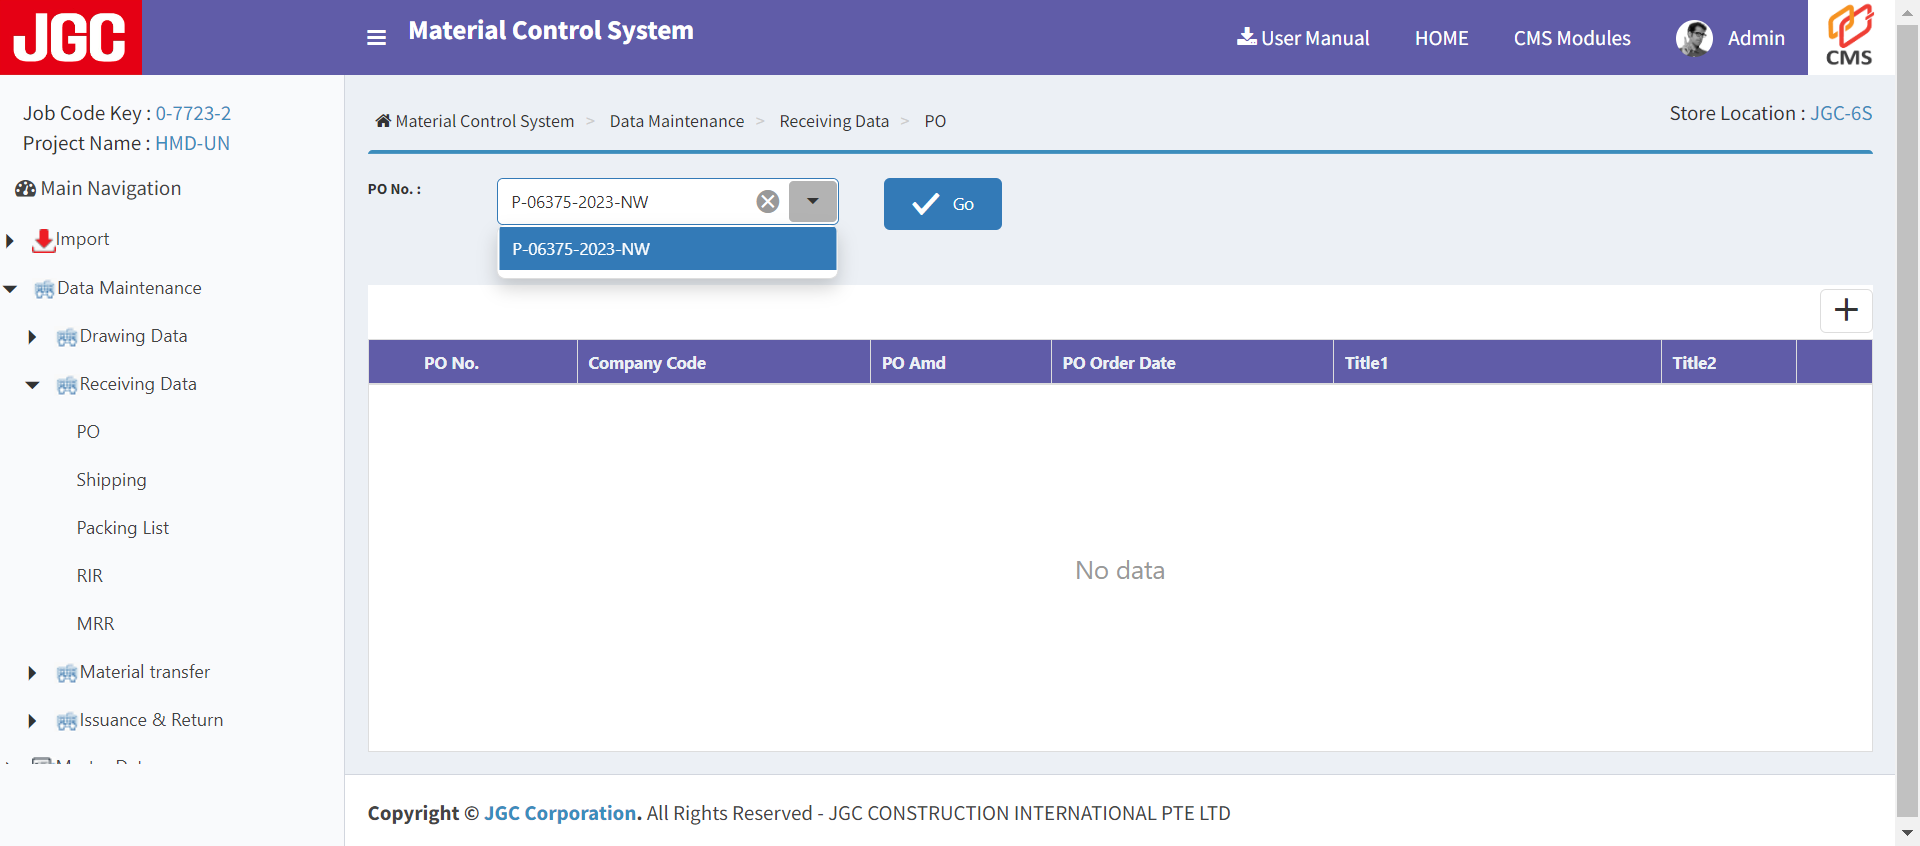 JGC
Material Control System
User Manual
HOME
CMS Modules
Admin
CMS
Job Code Key : 0-7723-2
Project Name : HMD-UN
Main Navigation
Import
Data Maintenance
Drawing Data
Receiving Data
PO
Shipping
Packing List
RIR
MRR
Material transfer
Issuance & Return
Material Control System > Data Maintenance > Receiving Data > PO
Store Location : JGC-6S
PO No. :
P-06375-2023-NW
Go
P-06375-2023-NW
PO No. Company Code PO Amd PO Order Date Title1 Title2
No data
Copyright © JGC Corporation. All Rights Reserved - JGC CONSTRUCTION INTERNATIONAL PTE LTD